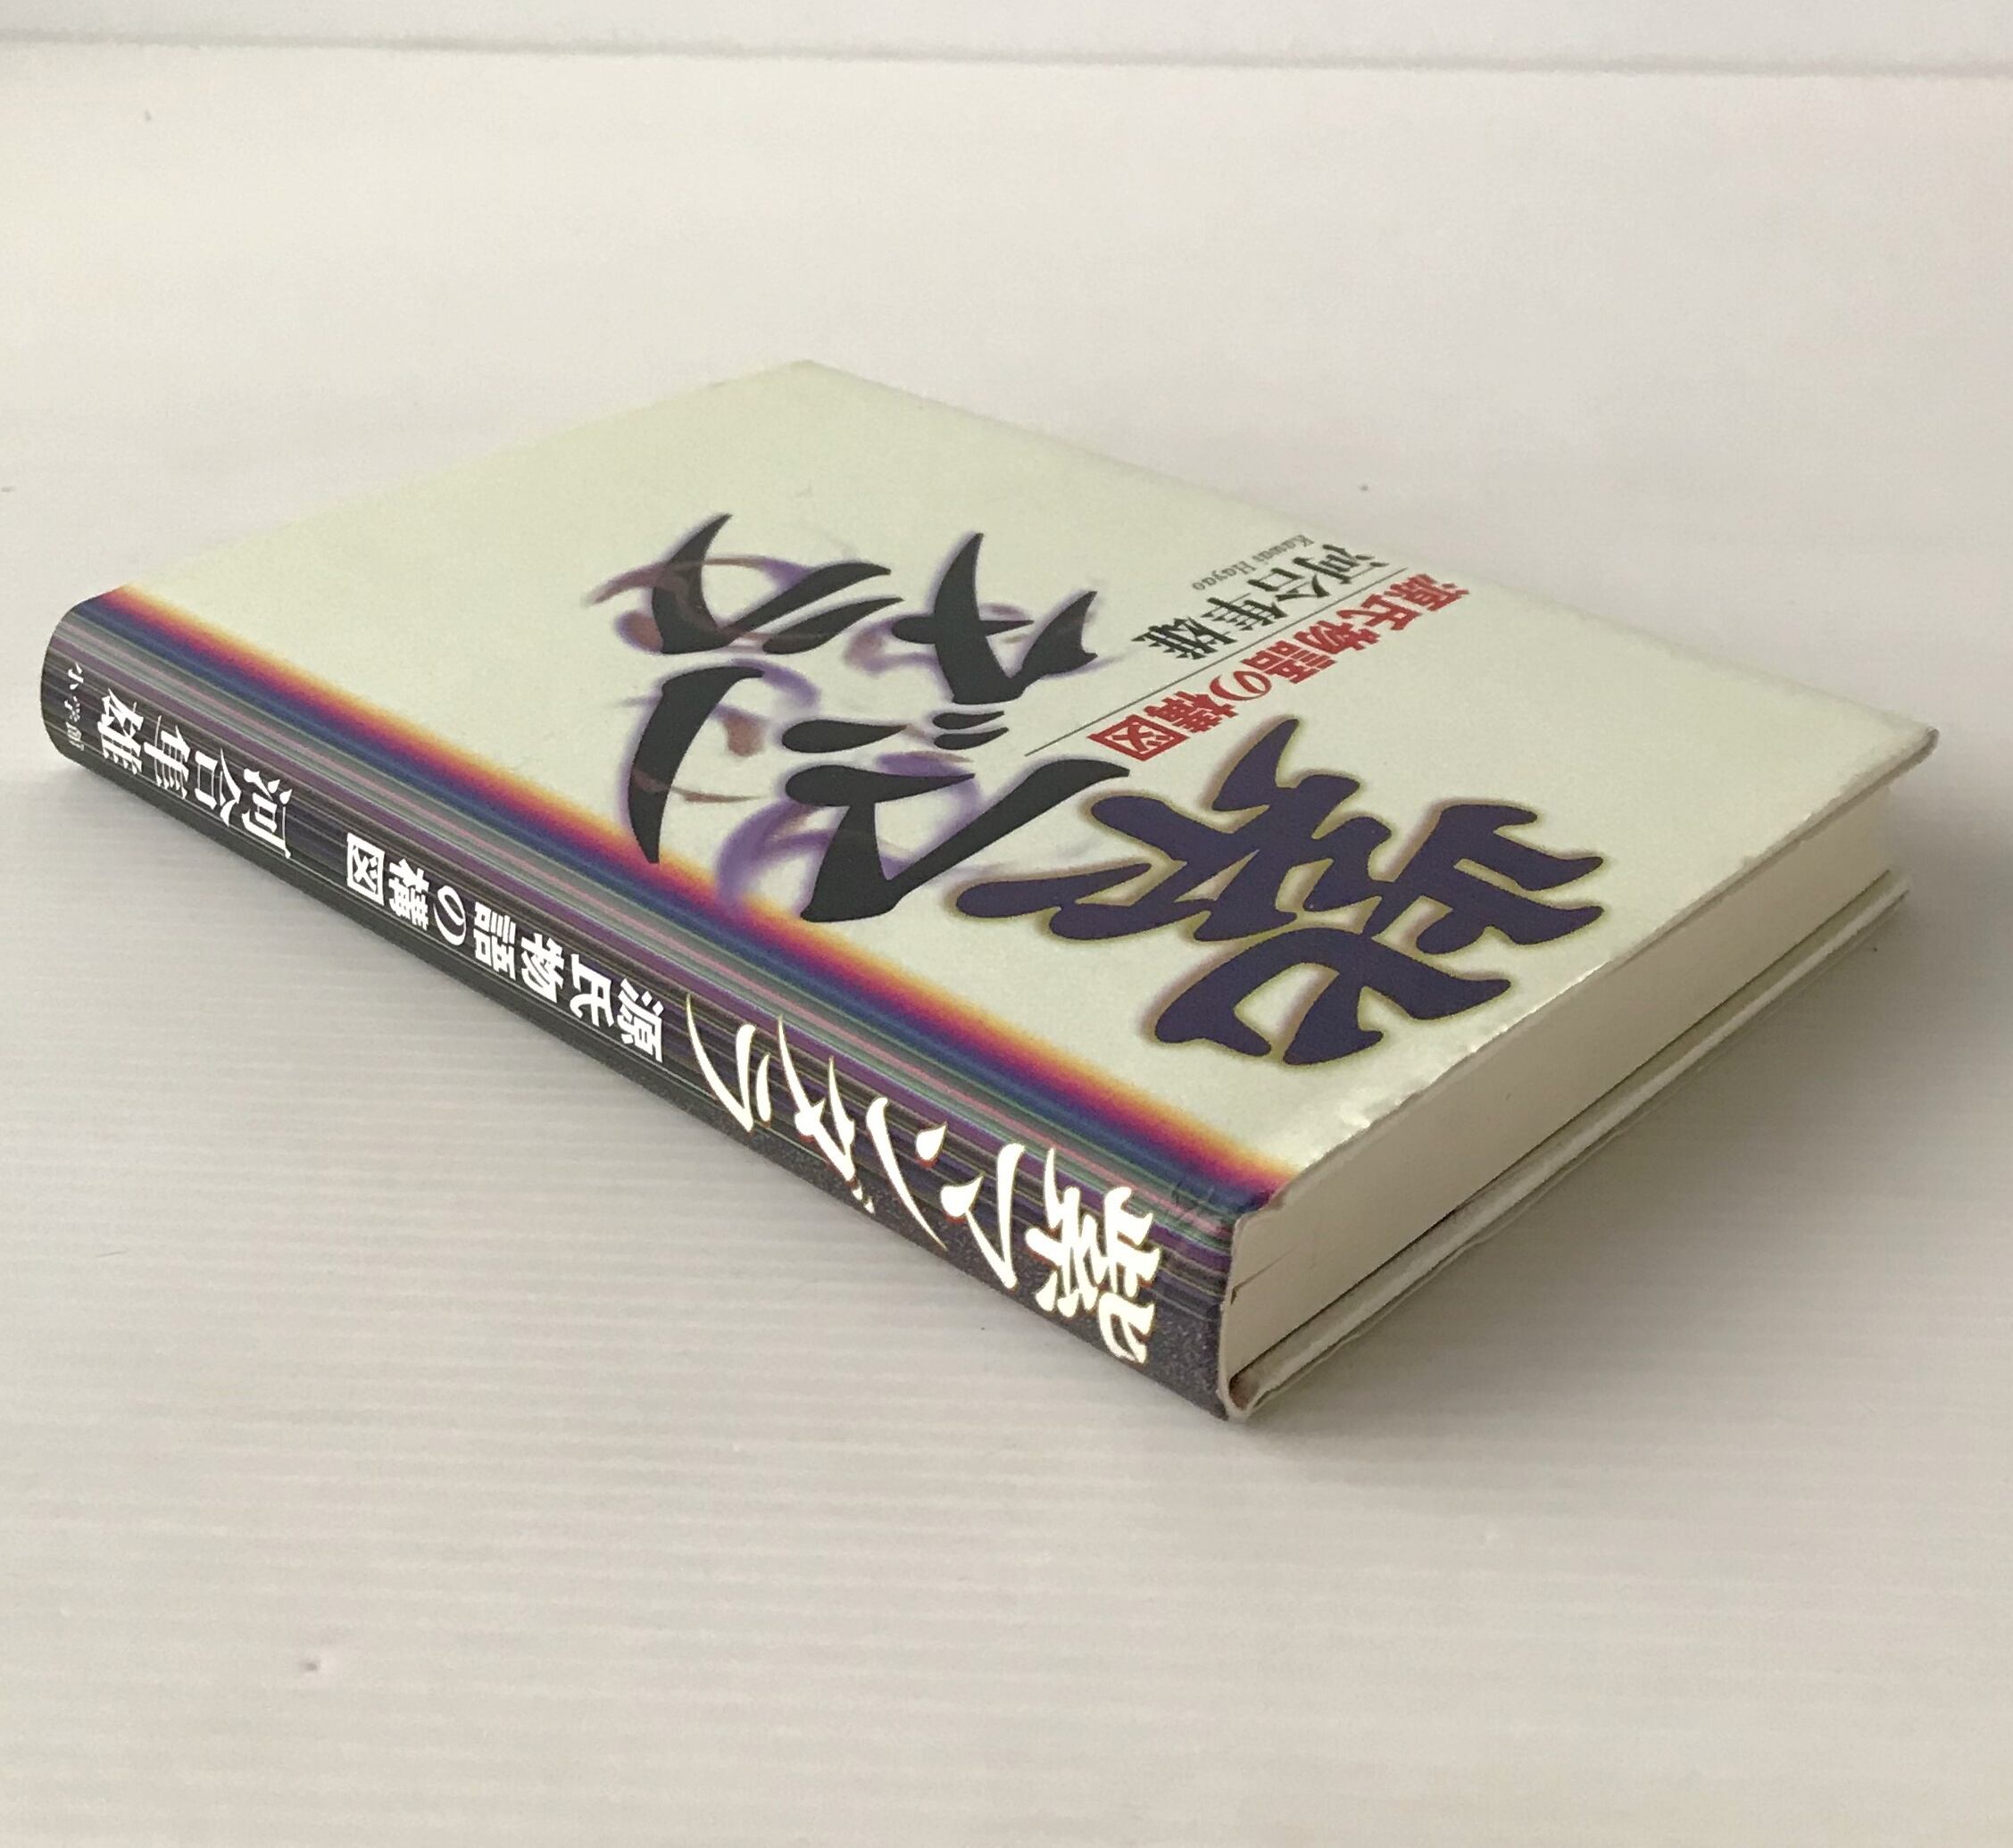 紫
マンダラ
源氏物語の構図
河合隼雄
Kawai Hayao
紫マンダラ
源氏物語の構図
河合隼雄
小学館